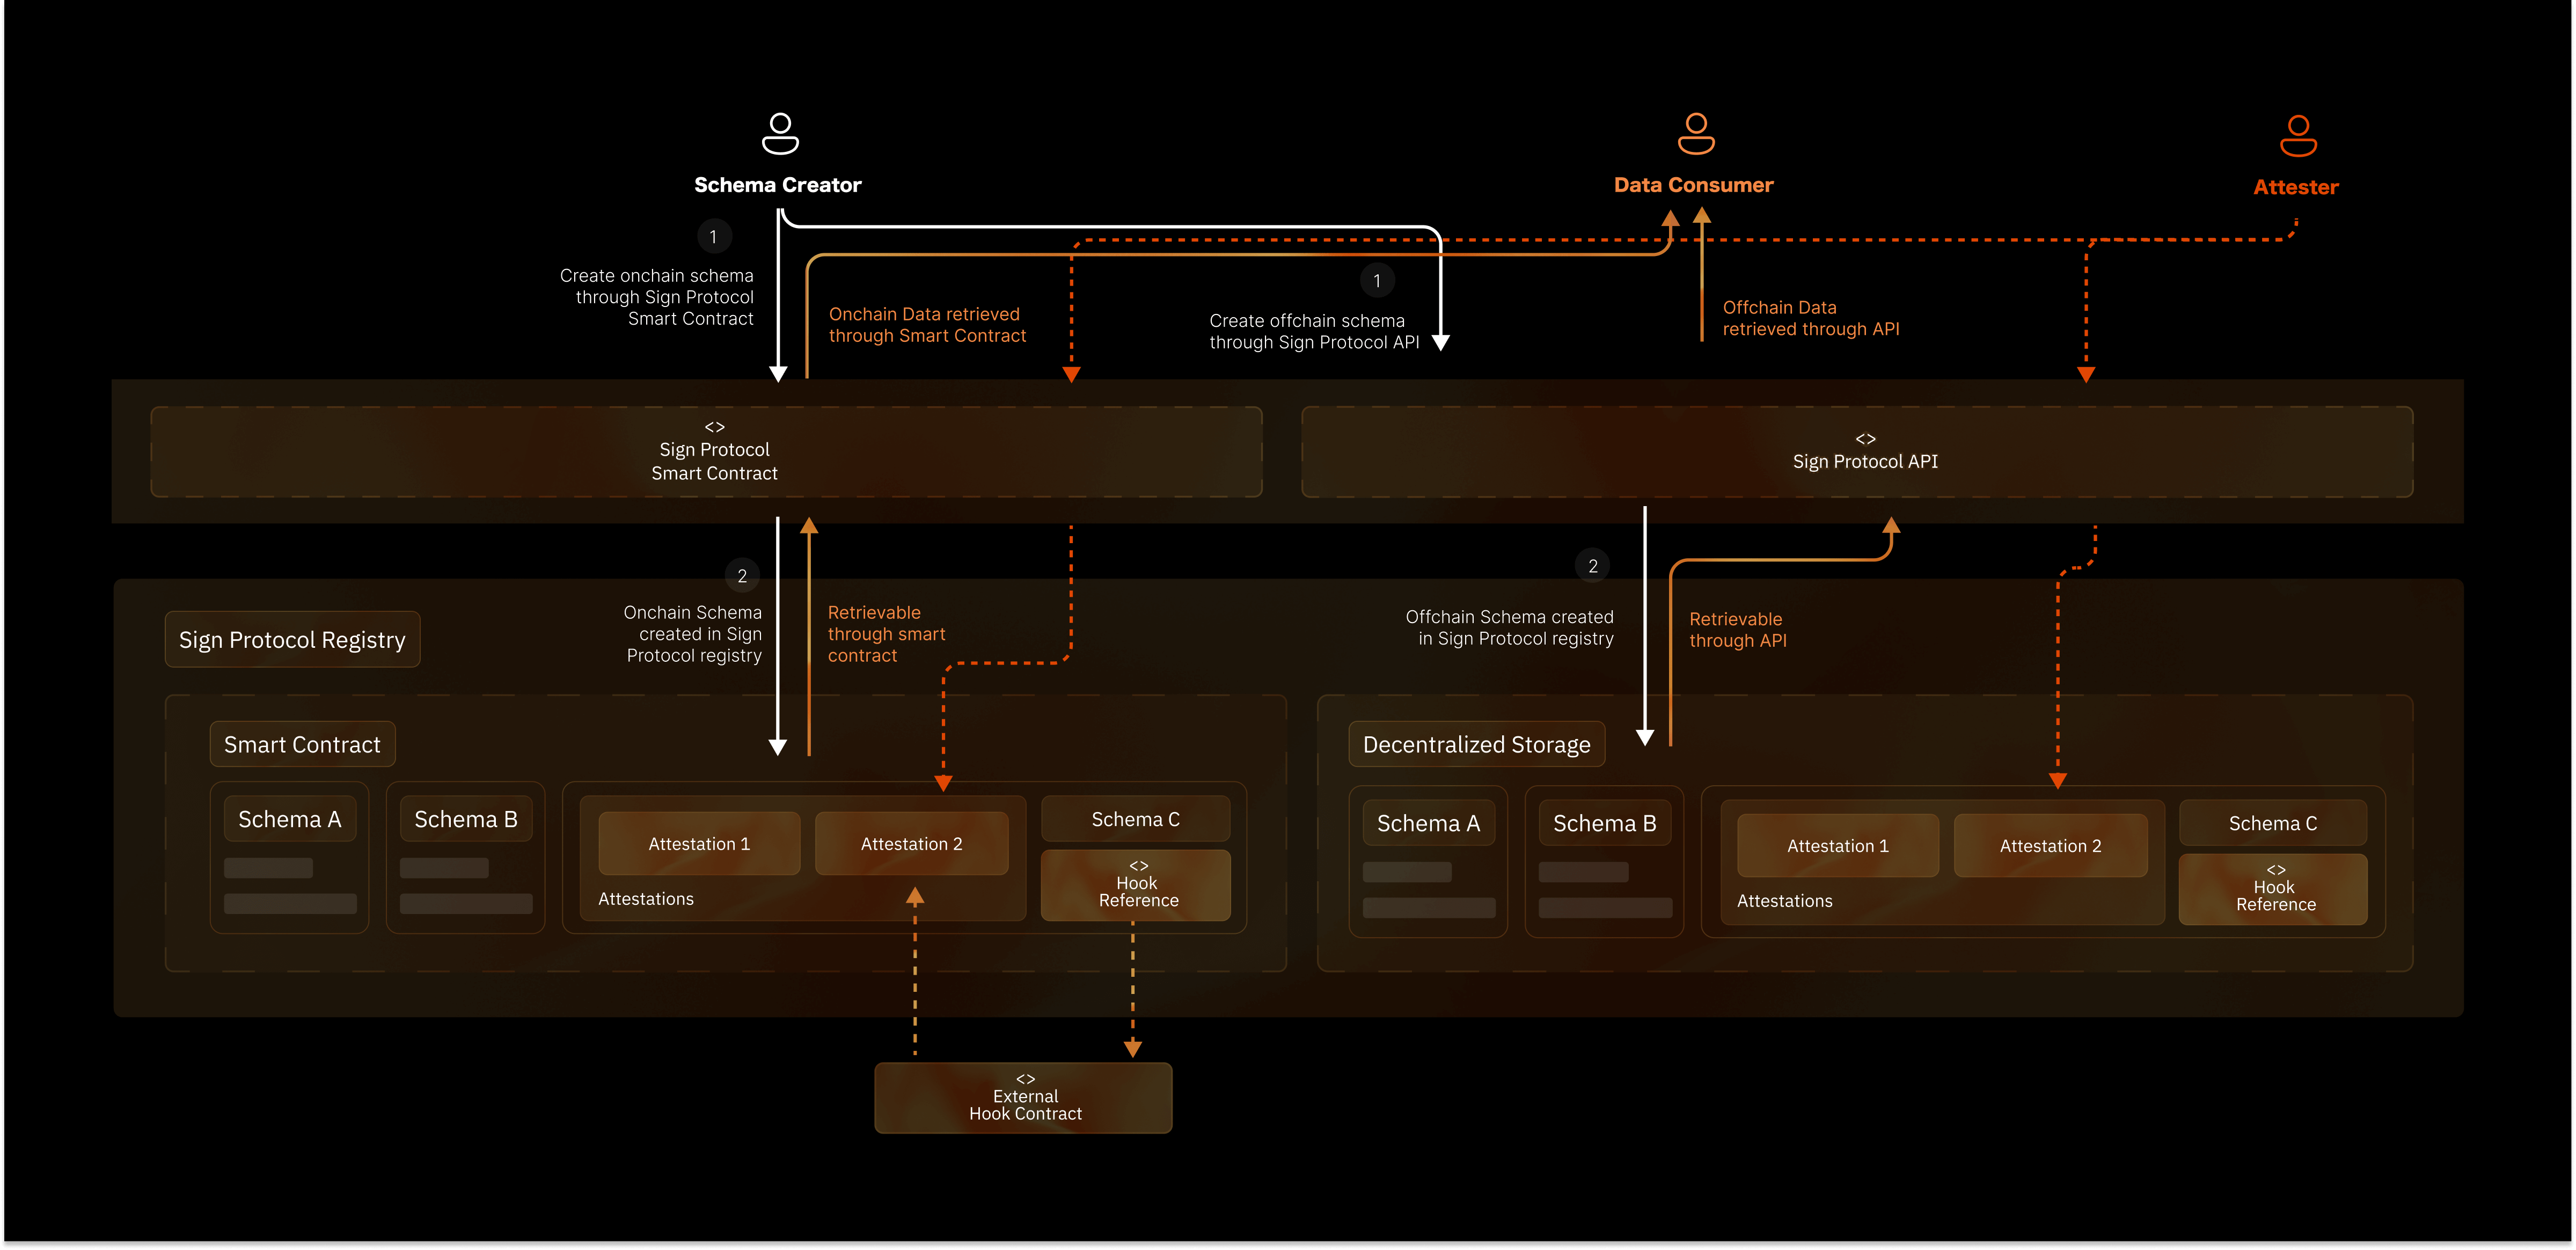 Schema Creator
Data Consumer
Attester
1
Create onchain schema
through Sign Protocol
Smart Contract
Onchain Data retrieved
through Smart Contract
1
Create offchain schema
through Sign Protocol API
Offchain Data
retrieved through API
<>
Sign Protocol
Smart Contract
<>
Sign Protocol API
2
Onchain Schema
created in Sign
Protocol registry
Retrievable
through smart
contract
2
Offchain Schema created
in Sign Protocol registry
Retrievable
through API
Sign Protocol Registry
Smart Contract
Schema A
Schema B
Attestation 1
Attestation 2
Attestations
Schema C
<>
Hook
Reference
Decentralized Storage
Schema A
Schema B
Attestation 1
Attestation 2
Attestations
Schema C
<>
Hook
Reference
<>
External
Hook Contract